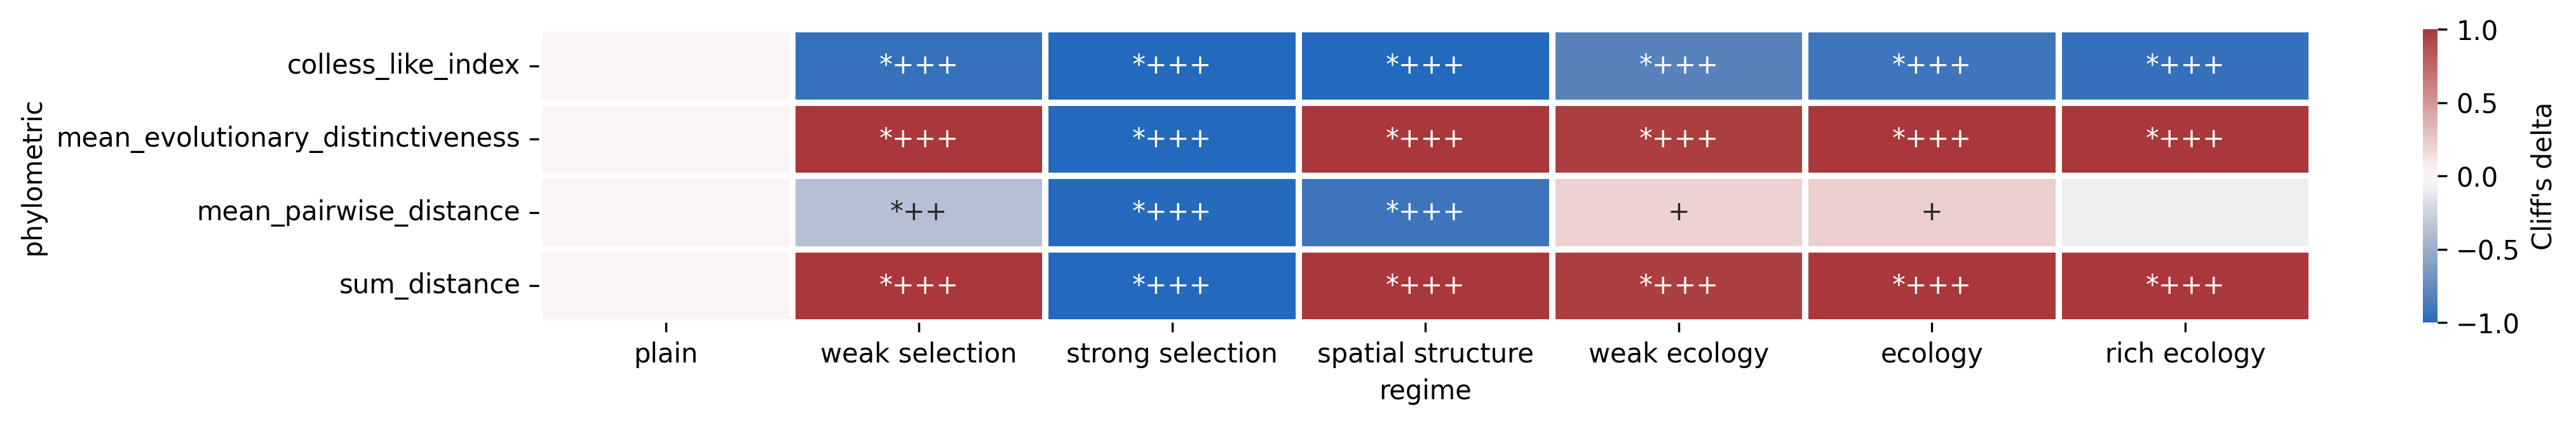 phylometric
colless_like_index *+++ *+++ *+++ *+++ *+++ *+++
mean_evolutionary_distinctiveness *+++ *+++ *+++ *+++ *+++ *+++
mean_pairwise_distance *++ *+++ *+++ + +
sum_distance *+++ *+++ *+++ *+++ *+++ *+++
plain weak selection strong selection spatial structure weak ecology ecology rich ecology
regime
1.0
0.5
0.0
−0.5
−1.0
Cliff's delta